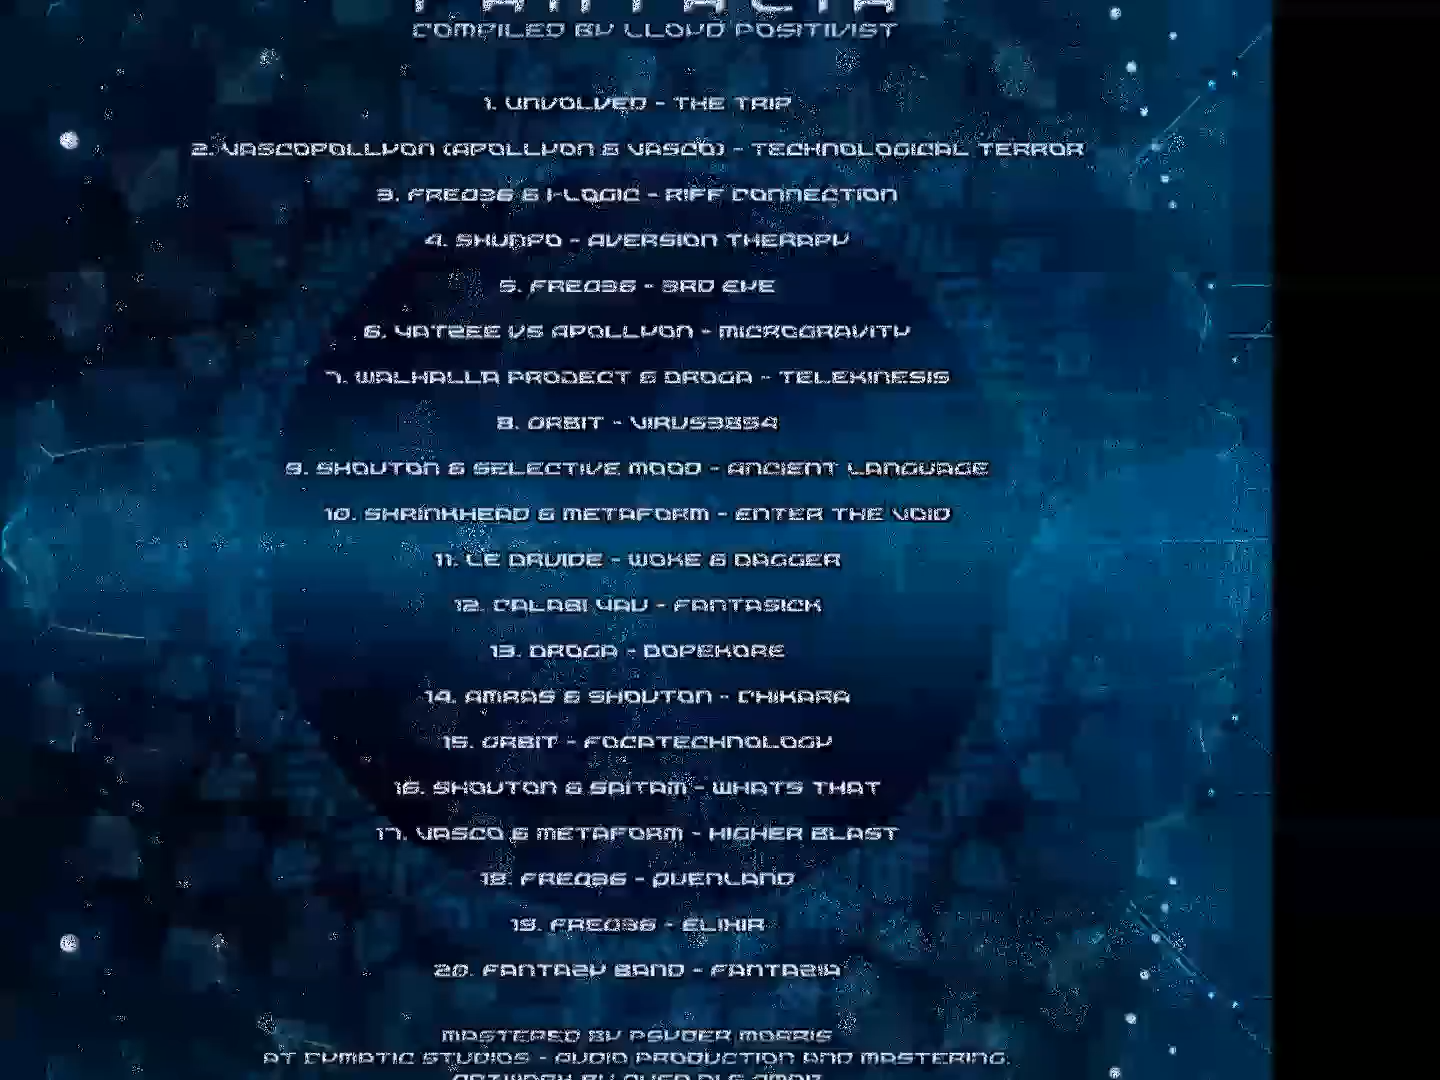 COMPILED BY LLOYD POSITIVIST
1. UNVOLVED - THE TRIP
2. VASCOPOLLYON (APOLLYON & VASCO) - TECHNOLOGICAL TERROR
3. FREQ36 & I-LOGIC - RIFF CONNECTION
4. SHUNPO - AVERSION THERAPY
5. FREQ36 - 3RD EYE
6. YATZEE VS APOLLYON - MICROGRAVITY
7. WALHALLA PROJECT & DROGA - TELEKINESIS
8. ORBIT - VIRUS3854
9. SHOUTON & SELECTIVE MOOD - ANCIENT LANGUAGE
10. SHRINKHEAD & METAFORM - ENTER THE VOID
11. LE DRUIDE - WOKE & DAGGER
12. CALABI YAU - FANTASICK
13. DROGA - DOPEKORE
14. AMRAS & SHOUTON - CHIKARA
15. ORBIT - FOCATECHNOLOGY
16. SHOUTON & SAITAM - WHATS THAT
17. VASCO & METAFORM - HIGHER BLAST
18. FREQ36 - OVENLAND
19. FREQ36 - ELIXIR
20. FANTAZY BAND - FANTAZIA
MASTERED BY PSYDER MORRIS
AT CYMATIC STUDIOS - AUDIO PRODUCTION AND MASTERING.
ARTWORK BY